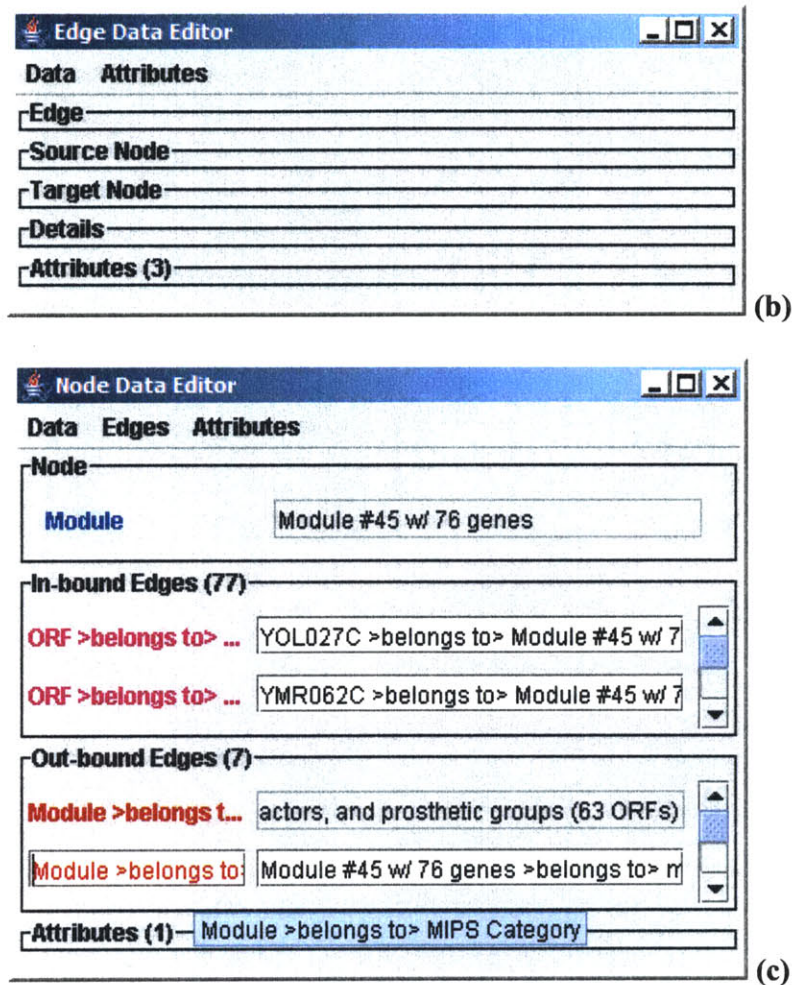 Edge Data Editor
Data Attributes
Edge
Source Node
Target Node
Details
Attributes (3)
(b)
Node Data Editor
Data Edges Attributes
Node
Module Module #45 w/ 76 genes
In-bound Edges (77)
ORF >belongs to> ... YOL027C >belongs to> Module #45 w/ 7
ORF >belongs to> ... YMR062C >belongs to> Module #45 w/ 7
Out-bound Edges (7)
Module >belongs t... actors, and prosthetic groups (63 ORFs)
Module >belongs to Module #45 w/ 76 genes >belongs to> m
Attributes (1) Module >belongs to> MIPS Category
(c)